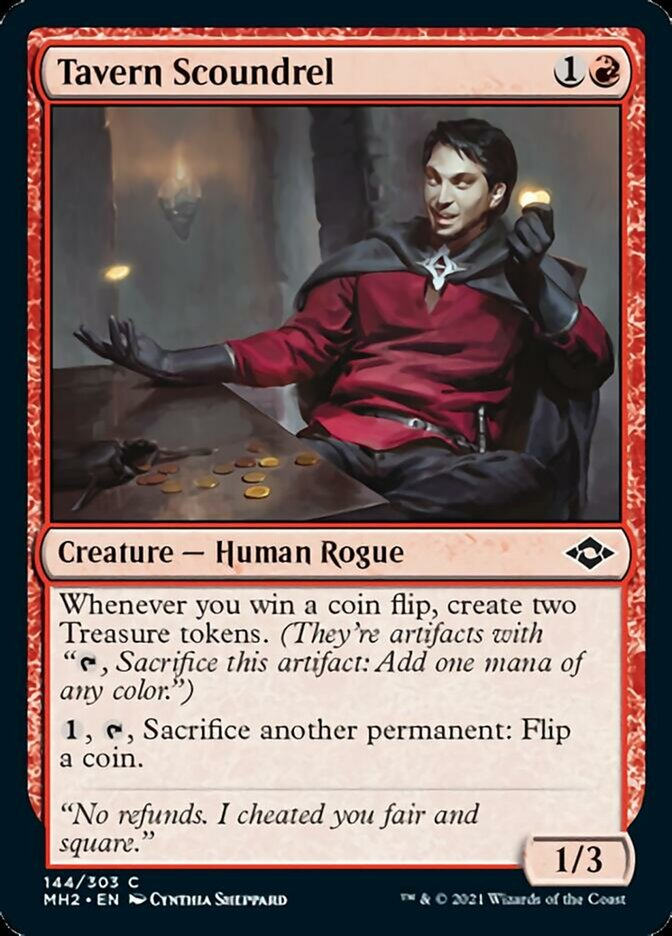 Tavern Scoundrel 1
Creature — Human Rogue
Whenever you win a coin flip, create two
Treasure tokens. (They're artifacts with
“, Sacrifice this artifact: Add one mana of
any color.”)
1, , Sacrifice another permanent: Flip
a coin.
“No refunds. I cheated you fair and
square.”
1/3
144/303 C
MH2 • EN Cynthia Sheppard
™ & © 2021 Wizards of the Coast